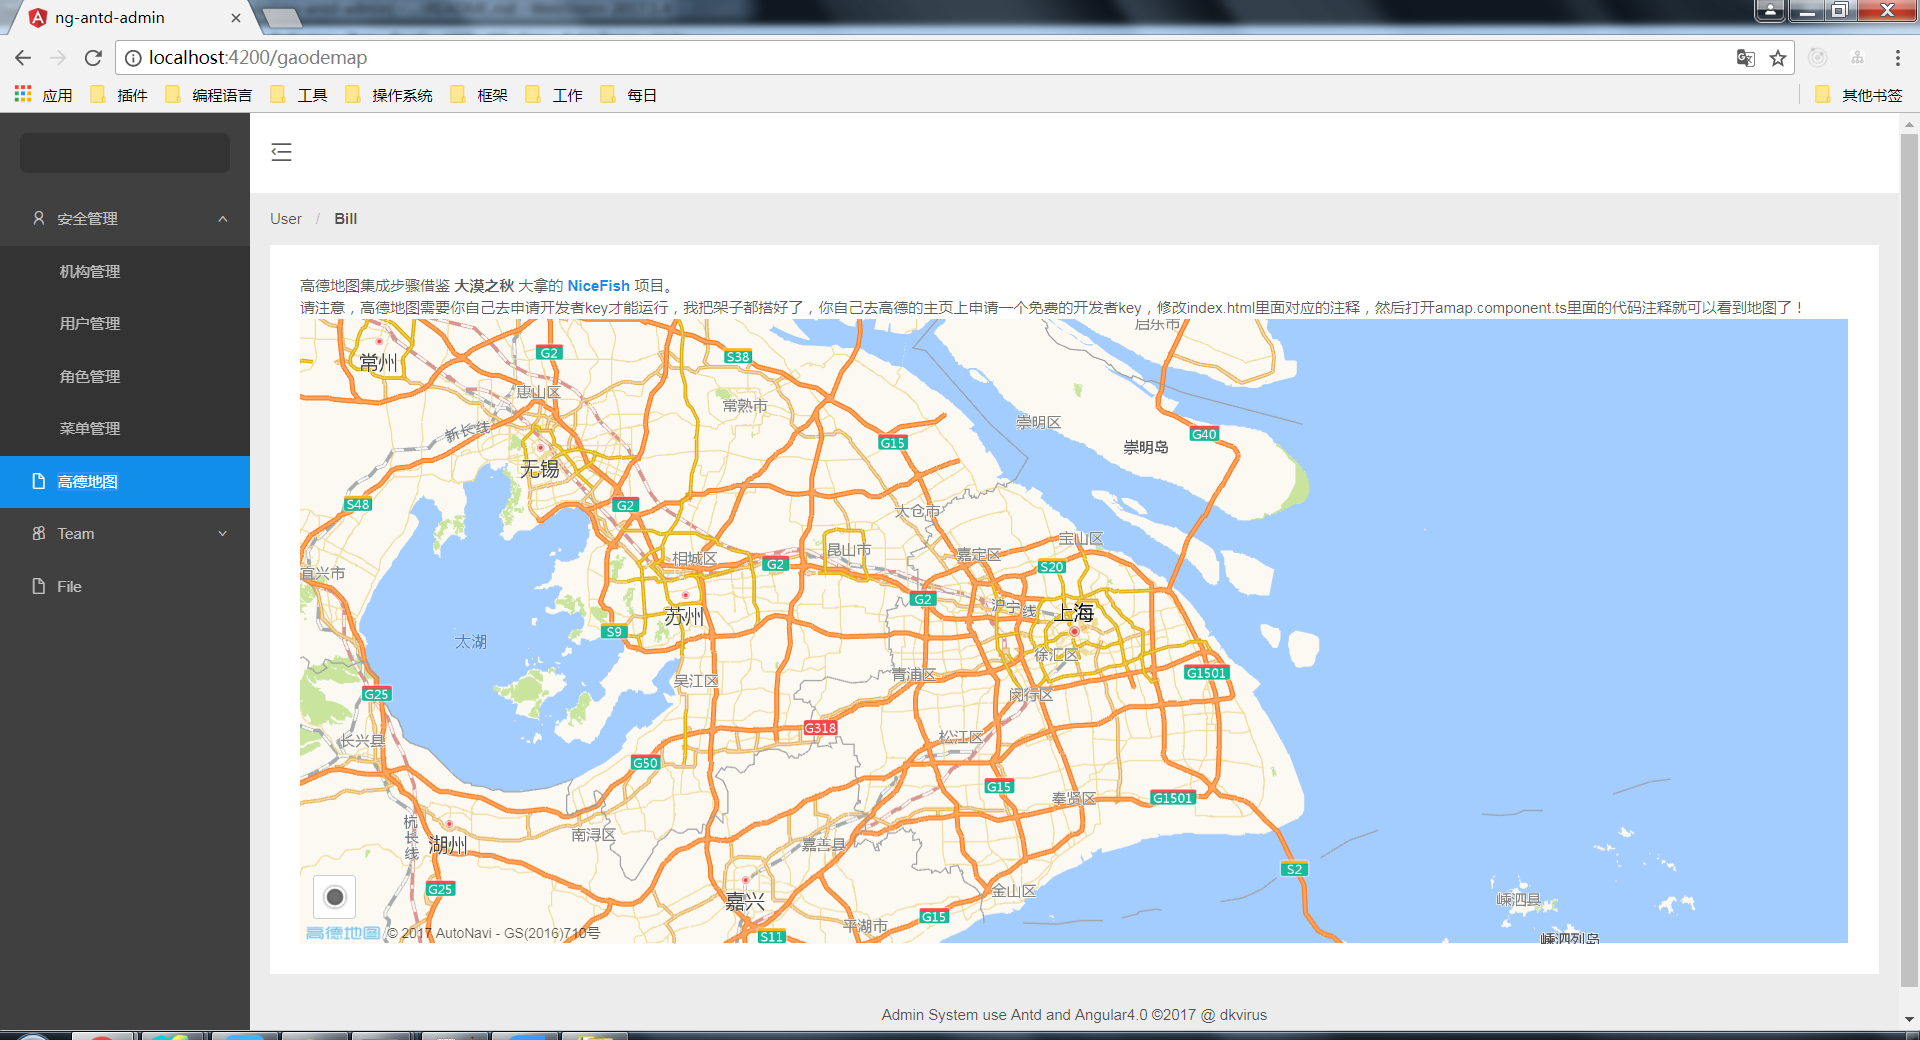 ng-antd-admin
localhost:4200/gaodemap
应用 插件 编程语言 工具 操作系统 框架 工作 每日 其他书签
安全管理
机构管理
用户管理
角色管理
菜单管理
高德地图
Team
File
User / Bill
高德地图集成步骤借鉴 大漠之秋 大拿的 NiceFish 项目。
请注意，高德地图需要你自己去申请开发者key才能运行，我把架子都搭好了，你自己去高德的主页上申请一个免费的开发者key，修改index.html里面对应的注释，然后打开amap.component.ts里面的代码注释就可以看到地图了！
启东市
G2
S38
常州
惠山区
常熟市
崇明区
新长线
G15
G40
崇明岛
无锡
S48
G2
太仓市
宝山区
相城区
昆山市
嘉定区
G2
S20
宜兴市
G2
沪宁线
苏州
上海
S9
太湖
徐汇区
吴江区
青浦区
G1501
G25
闵行区
G318
长兴县
松江区
G50
G15
奉贤区
G1501
杭长线
南浔区
湖州
嘉善县
S2
G25
金山区
嵊泗县
嘉兴
G15
平湖市
S11
嵊泗列岛
高德地图 © 2017 AutoNavi - GS(2016)710号
Admin System use Antd and Angular4.0 ©2017 @ dkvirus